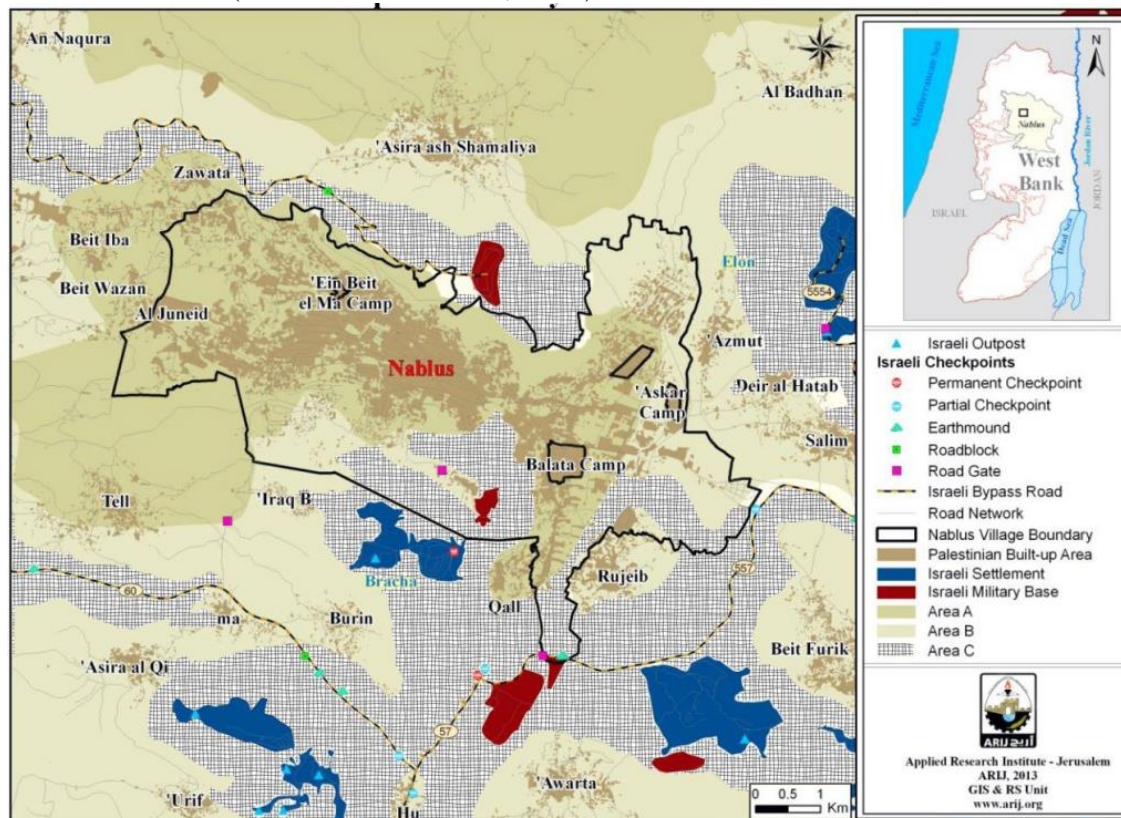 An Naqura
Al Badhan
'Asira ash Shamaliya
Zawata
Beit Iba
Elon
'Ein Beit
el Ma Camp
Beit Wazan
5554
Al Juneid
'Azmut
Nablus
Deir al Hatab
'Askar
Camp
Salim
Balata Camp
Tell
'Iraq B
Bracha
Rujeib
557
60
Qall
ma
Burin
Beit Furik
'Asira al Qi
57
'Awarta
'Urif
Hu
0 0.5 1
Km
N
Mediterranean Sea
Nablus
West
Bank
Jordan River
JORDAN
ISRAEL
Dead Sea
Israeli Outpost
Israeli Checkpoints
Permanent Checkpoint
Partial Checkpoint
Earthmound
Roadblock
Road Gate
Israeli Bypass Road
Road Network
Nablus Village Boundary
Palestinian Built-up Area
Israeli Settlement
Israeli Military Base
Area A
Area B
Area C
ARIJ أريج
Applied Research Institute - Jerusalem
ARIJ, 2013
GIS & RS Unit
www.arij.org